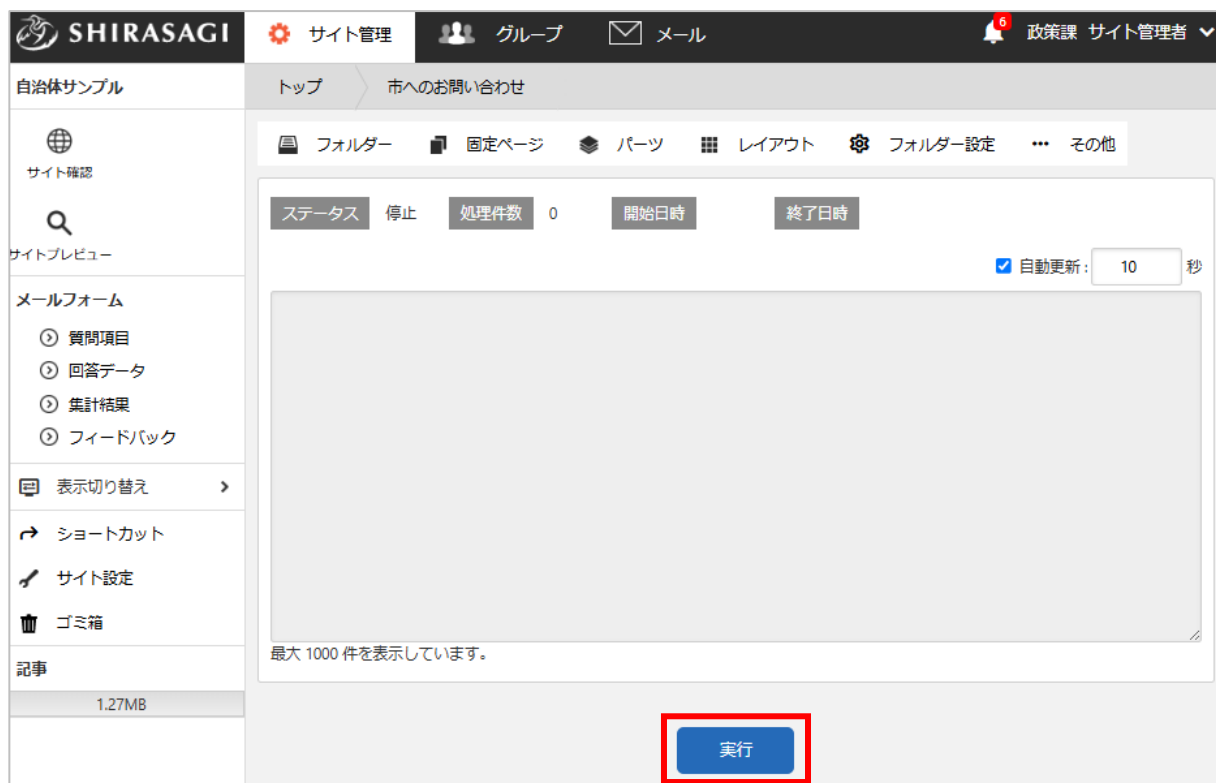 SHIRASAGI サイト管理 グループ メール 6 政策課 サイト管理者
自治体サンプル
トップ 市へのお問い合わせ
サイト確認
フォルダー 固定ページ パーツ レイアウト フォルダー設定 その他
サイトプレビュー
ステータス 停止 処理件数 0 開始日時 終了日時
自動更新 : 10 秒
メールフォーム
質問項目
回答データ
集計結果
フィードバック
表示切り替え
ショートカット
サイト設定
ゴミ箱
記事
1.27MB
最大 1000 件を表示しています。
実行